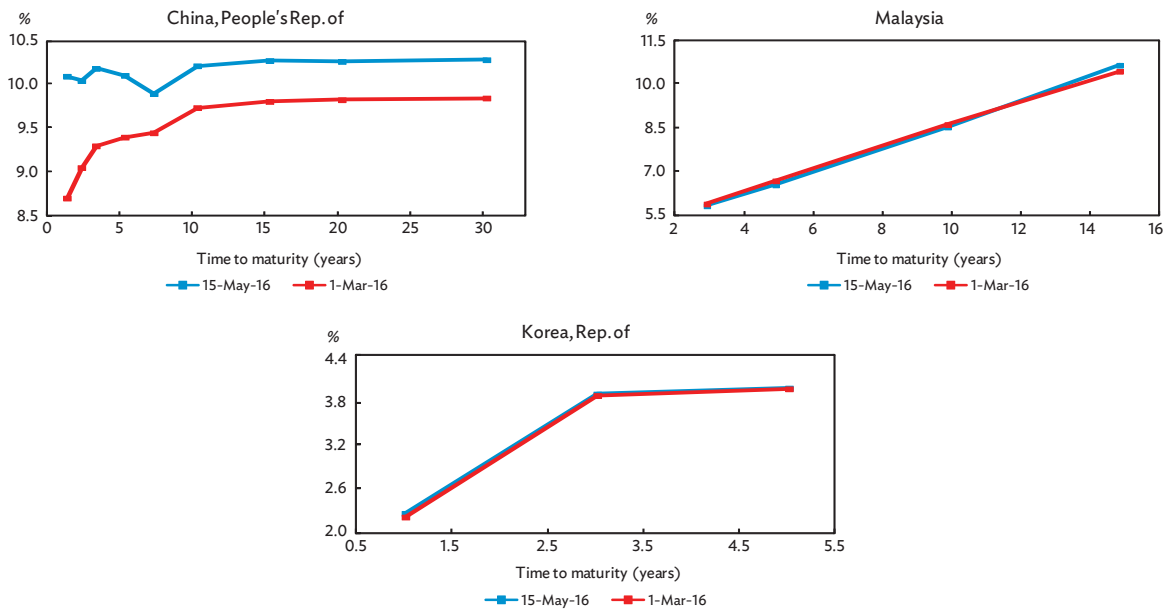 China, People's Rep. of
%
10.5
10.0
9.5
9.0
8.5
0 5 10 15 20 25 30
Time to maturity (years)
15-May-16 1-Mar-16
Malaysia
%
11.5
10.0
8.5
7.0
5.5
2 4 6 8 10 12 14 16
Time to maturity (years)
15-May-16 1-Mar-16
Korea, Rep. of
%
4.4
3.8
3.2
2.6
2.0
0.5 1.5 2.5 3.5 4.5 5.5
Time to maturity (years)
15-May-16 1-Mar-16